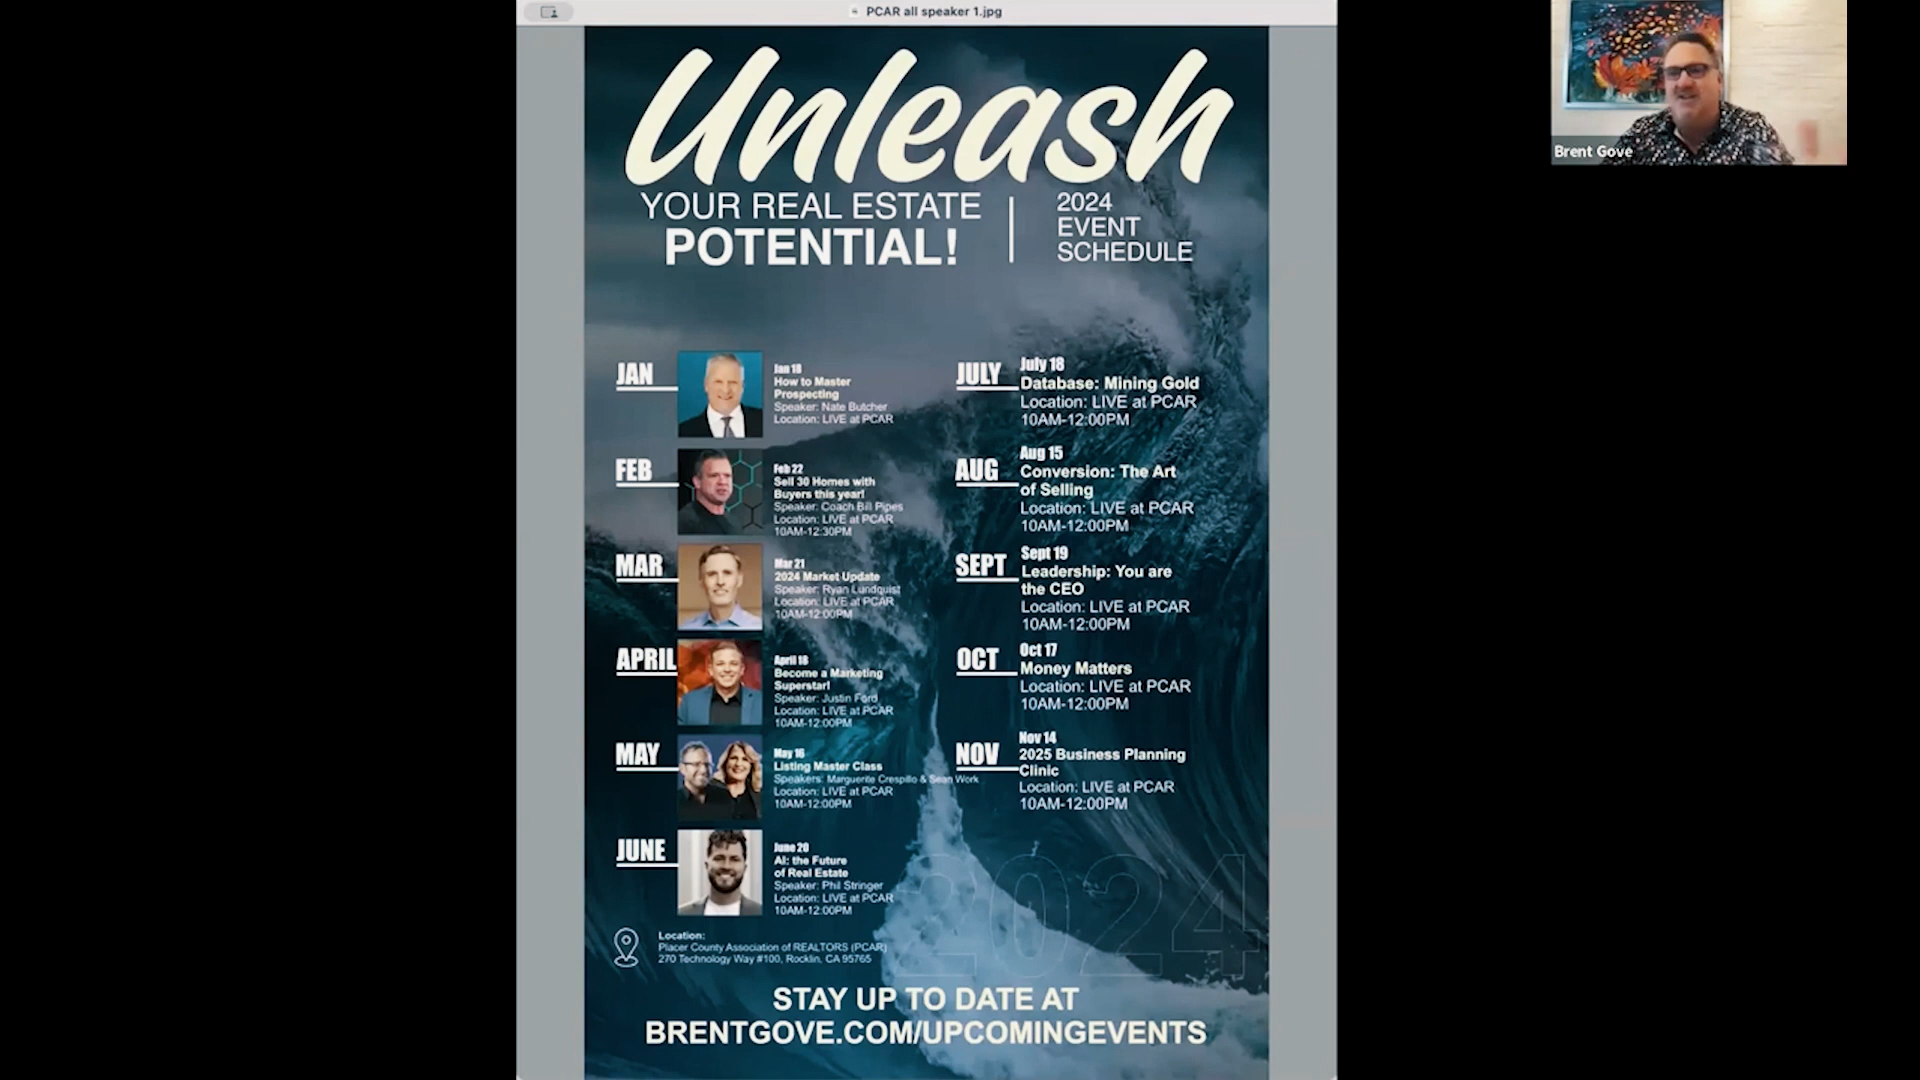 PCAR all speaker 1.jpg
Unleash
YOUR REAL ESTATE
POTENTIAL!
2024
EVENT
SCHEDULE
JAN
Jan 18
How to Master
Prospecting
Speaker: Nate Butcher
Location: LIVE at PCAR
FEB
Feb 22
Sell 30 Homes with
Buyers this year!
Speaker: Coach Bill Pipes
Location: LIVE at PCAR
10AM-12:30PM
MAR
Mar 21
2024 Market Update
Speaker: Ryan Lundquist
Location: LIVE at PCAR
10AM-12:00PM
APRIL
April 18
Become a Marketing
Superstar!
Speaker: Justin Ford
Location: LIVE at PCAR
10AM-12:00PM
MAY
May 16
Listing Master Class
Speakers: Marguerite Crespillo & Sean Work
Location: LIVE at PCAR
10AM-12:00PM
JUNE
June 20
AI: the Future
of Real Estate
Speaker: Phil Stringer
Location: LIVE at PCAR
10AM-12:00PM
JULY
July 18
Database: Mining Gold
Location: LIVE at PCAR
10AM-12:00PM
AUG
Aug 15
Conversion: The Art
of Selling
Location: LIVE at PCAR
10AM-12:00PM
SEPT
Sept 19
Leadership: You are
the CEO
Location: LIVE at PCAR
10AM-12:00PM
OCT
Oct 17
Money Matters
Location: LIVE at PCAR
10AM-12:00PM
NOV
Nov 14
2025 Business Planning
Clinic
Location: LIVE at PCAR
10AM-12:00PM
2024
Location:
Placer County Association of REALTORS (PCAR)
270 Technology Way #100, Rocklin, CA 95765
STAY UP TO DATE AT
BRENTGOVE.COM/UPCOMINGEVENTS
Brent Gove